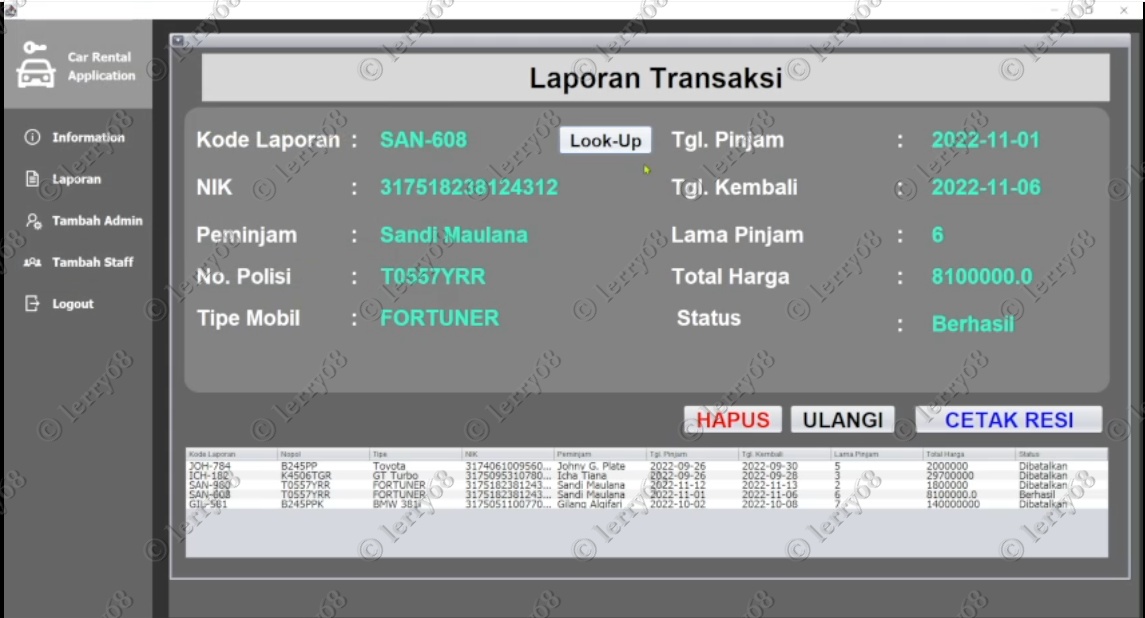 Car Rental
Application
Information
Laporan
Tambah Admin
Tambah Staff
Logout
Laporan Transaksi
Kode Laporan : SAN-608 Look-Up Tgl. Pinjam : 2022-11-01
NIK : 317518238124312 Tgl. Kembali : 2022-11-06
Peminjam : Sandi Maulana Lama Pinjam : 6
No. Polisi : T0557YRR Total Harga : 8100000.0
Tipe Mobil : FORTUNER Status : Berhasil
HAPUS ULANGI CETAK RESI
Kode Laporan Nopol Tipe NIK Peminjam Tgl. Pinjam Tgl. Kembali Lama Pinjam Total Harga Status
JOH-784 B245PP Toyota 3174061009560... Johny G. Plate 2022-09-26 2022-09-30 5 2000000 Dibatalkan
ICH-182 K4506TGR GT Turbo 3175095310780... Icha Tiana 2022-09-26 2022-09-28 3 29700000 Dibatalkan
SAN-980 T0557YRR FORTUNER 3175182381243... Sandi Maulana 2022-11-12 2022-11-13 2 1800000 Dibatalkan
SAN-608 T0557YRR FORTUNER 3175182381243... Sandi Maulana 2022-11-01 2022-11-06 6 8100000.0 Berhasil
GIL-581 B245PPK BMW 381i 3175051100770... Gilang Algifari 2022-10-02 2022-10-08 7 140000000 Dibatalkan
© lerry68